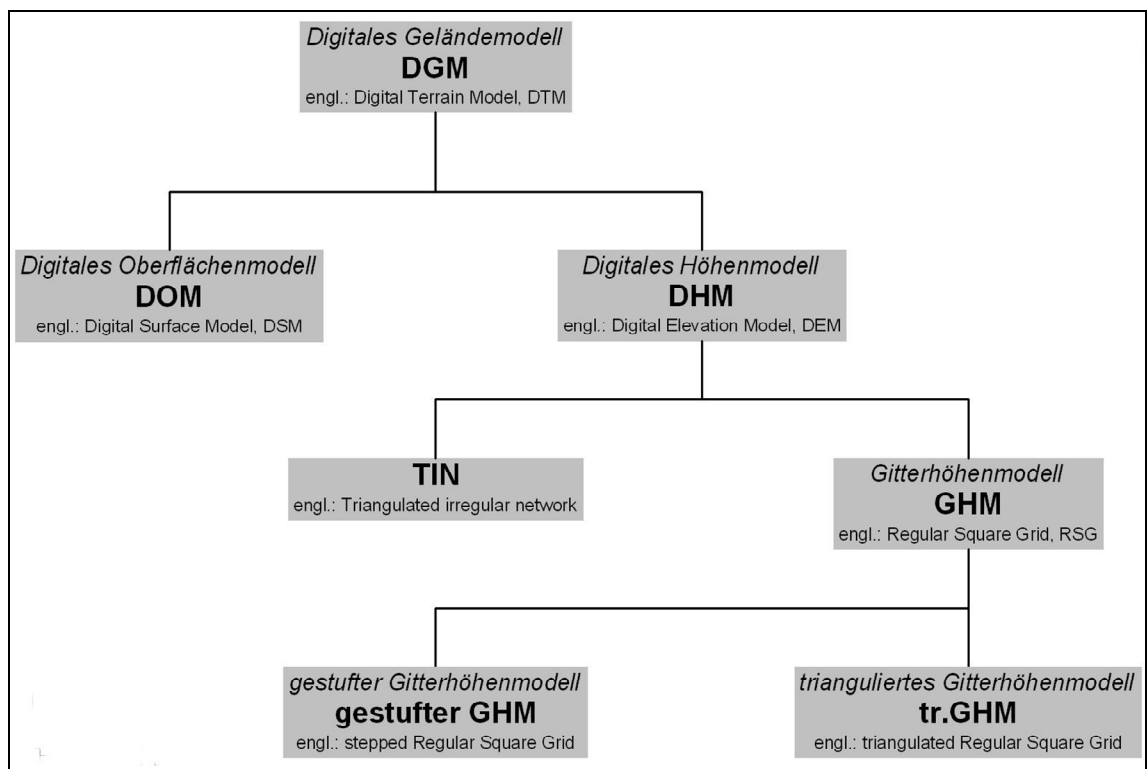 Digitales Geländemodell
DGM
engl.: Digital Terrain Model, DTM
Digitales Oberflächenmodell
DOM
engl.: Digital Surface Model, DSM
Digitales Höhenmodell
DHM
engl.: Digital Elevation Model, DEM
TIN
engl.: Triangulated irregular network
Gitterhöhenmodell
GHM
engl.: Regular Square Grid, RSG
gestufter Gitterhöhenmodell
gestufter GHM
engl.: stepped Regular Square Grid
trianguliertes Gitterhöhenmodell
tr.GHM
engl.: triangulated Regular Square Grid